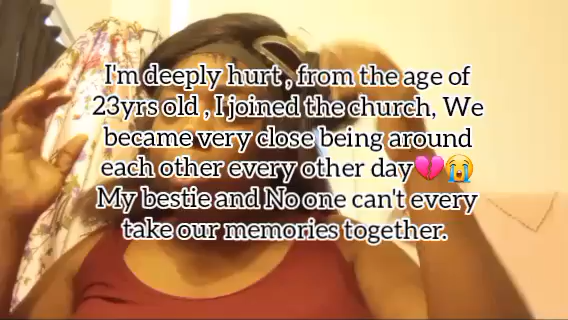 I'm deeply hurt , from the age of
23yrs old , I joined the church, We
became very close being around
each other every other day💔😭
My bestie and No one can't every
take our memories together.